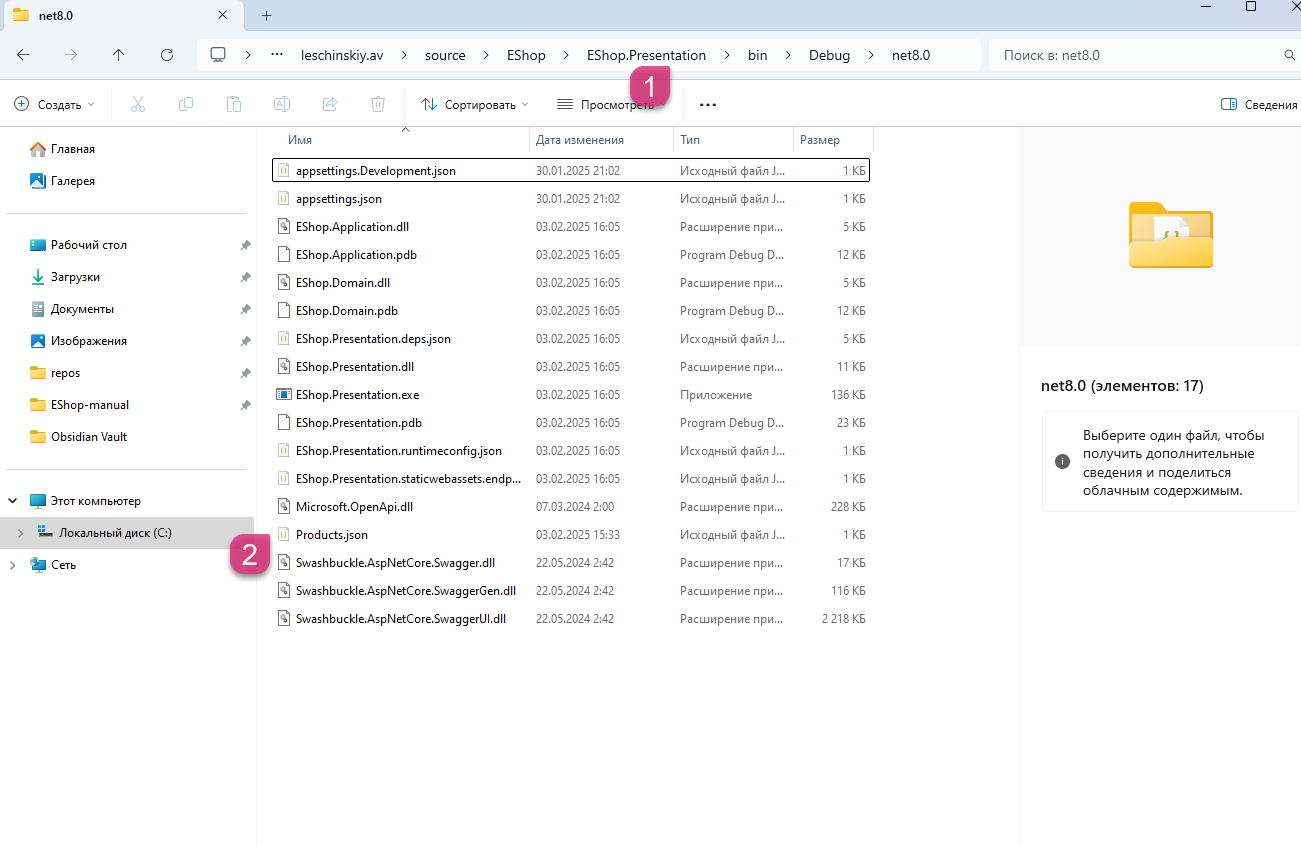 net8.0
leschinskiy.av > source > EShop > EShop.Presentation > bin > Debug > net8.0
Поиск в: net8.0
1
Создать
Сортировать
Просмотреть
Сведения
Главная
Галерея
Рабочий стол
Загрузки
Документы
Изображения
repos
EShop-manual
Obsidian Vault
Этот компьютер
Локальный диск (C:)
Сеть
2
Имя Дата изменения Тип Размер
appsettings.Development.json 30.01.2025 21:02 Исходный файл J... 1 КБ
appsettings.json 30.01.2025 21:02 Исходный файл J... 1 КБ
EShop.Application.dll 03.02.2025 16:05 Расширение при... 5 КБ
EShop.Application.pdb 03.02.2025 16:05 Program Debug D... 12 КБ
EShop.Domain.dll 03.02.2025 16:05 Расширение при... 5 КБ
EShop.Domain.pdb 03.02.2025 16:05 Program Debug D... 12 КБ
EShop.Presentation.deps.json 03.02.2025 16:05 Исходный файл J... 5 КБ
EShop.Presentation.dll 03.02.2025 16:05 Расширение при... 11 КБ
EShop.Presentation.exe 03.02.2025 16:05 Приложение 136 КБ
EShop.Presentation.pdb 03.02.2025 16:05 Program Debug D... 23 КБ
EShop.Presentation.runtimeconfig.json 03.02.2025 16:05 Исходный файл J... 1 КБ
EShop.Presentation.staticwebassets.endp... 03.02.2025 16:05 Исходный файл J... 1 КБ
Microsoft.OpenApi.dll 07.03.2024 2:00 Расширение при... 228 КБ
Products.json 03.02.2025 15:33 Исходный файл J... 1 КБ
Swashbuckle.AspNetCore.Swagger.dll 22.05.2024 2:42 Расширение при... 17 КБ
Swashbuckle.AspNetCore.SwaggerGen.dll 22.05.2024 2:42 Расширение при... 116 КБ
Swashbuckle.AspNetCore.SwaggerUI.dll 22.05.2024 2:42 Расширение при... 2 218 КБ
net8.0 (элементов: 17)
Выберите один файл, чтобы
получить дополнительные
сведения и поделиться
облачным содержимым.